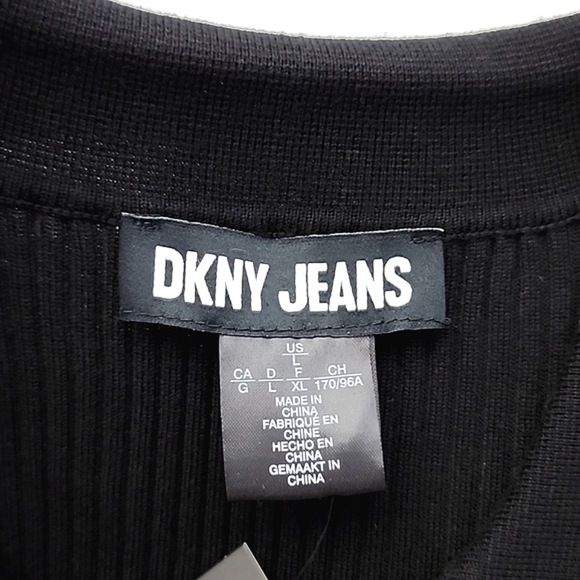 DKNY JEANS
US
L
CA D F CH
G L XL 170/96A
MADE IN
CHINA
FABRIQUÉ EN
CHINE
HECHO EN
CHINA
GEMAAKT IN
CHINA